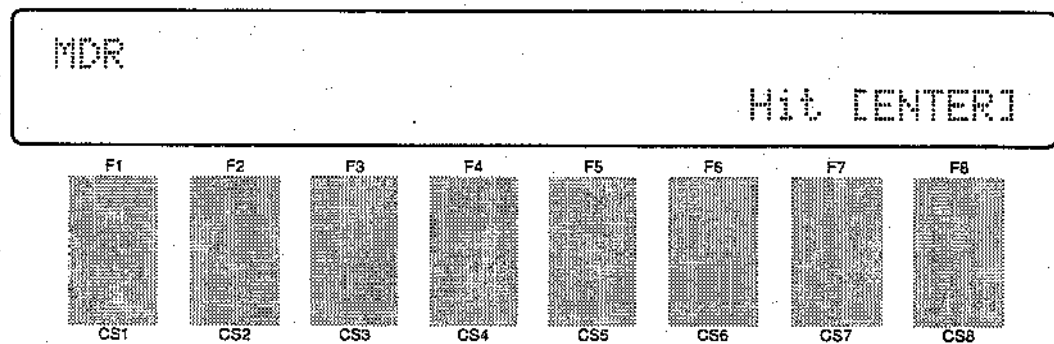 MDR
Hit [ENTER]
F1 F2 F3 F4 F5 F6 F7 F8
CS1 CS2 CS3 CS4 CS5 CS6 CS7 CS8